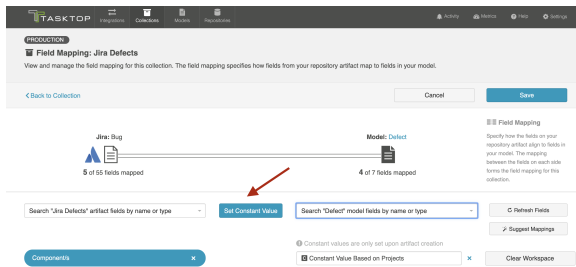 TASKTOP
Integrations
Collections
Models
Repositories
Activity
Metrics
Help
Settings
PRODUCTION
Field Mapping: Jira Defects
View and manage the field mapping for this collection. The field mapping specifies how fields from your repository artifact map to fields in your model.
Back to Collection
Cancel
Save
Jira: Bug
Model: Defect
5 of 55 fields mapped
4 of 7 fields mapped
Field Mapping
Specify how the fields on your
repository artifact align to fields in
your model. The mapping
between the fields on each side
forms the field mapping for this
collection.
Search "Jira Defects" artifact fields by name or type
Set Constant Value
Search "Defect" model fields by name or type
Refresh Fields
Suggest Mappings
Constant values are only set upon artifact creation
Component/s
Constant Value Based on Projects
Clear Workspace